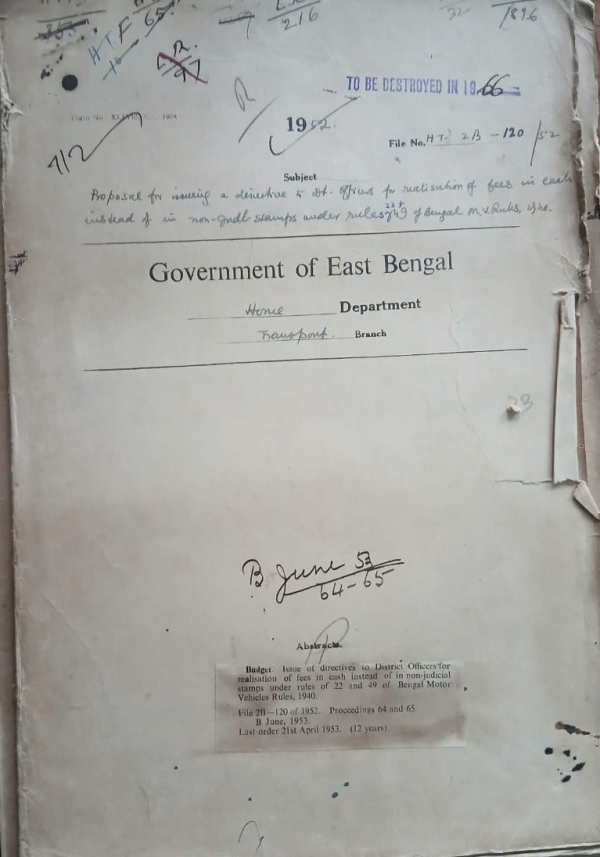 HTF 65
L.R.
216
1896
L.R.
97
R
TO BE DESTROYED IN 1966
1952
712
File No. HT. 2B-120/52
Subject
Proposal for issuing a directive to Dt. Officers for realisation of fees in cash
instead of in non-Judl. stamps under rules 22 + 49 of Bengal M.V. Rules, 1940.
Government of East Bengal
Home Department
Transport. Branch
23
B June 53
64-65
Abstracts.
Budget. Issue of directives to District Officers for
realisation of fees in cash instead of in non-judicial
stamps under rules of 22 and 49 of Bengal Motor
Vehicles Rules, 1940.
File 2B—120 of 1952. Proceedings 64 and 65.
B June, 1953.
Last order 21st April 1953. (12 years)